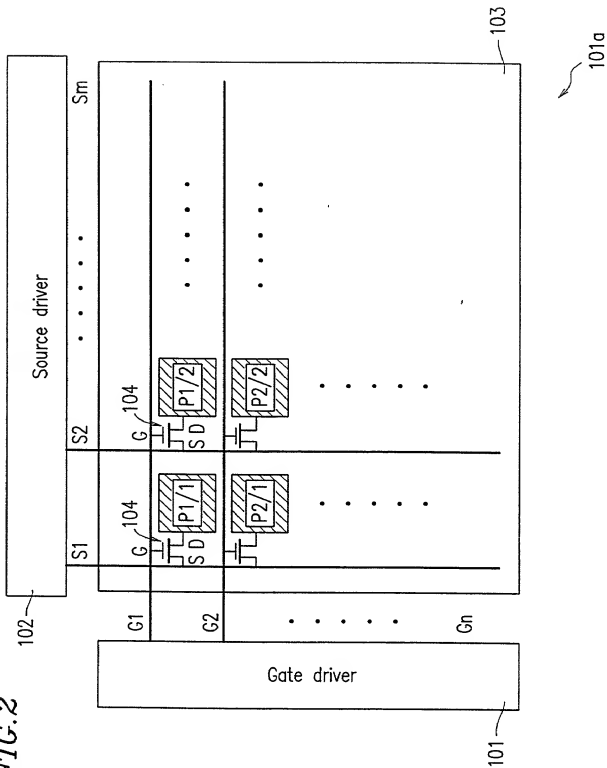 FIG.2
102
Source driver
S1
S2
Sm
104
104
G1
G
G
S D
S D
P1/1
P1/2
G2
P2/1
P2/2
Gn
Gate driver
101
103
101a